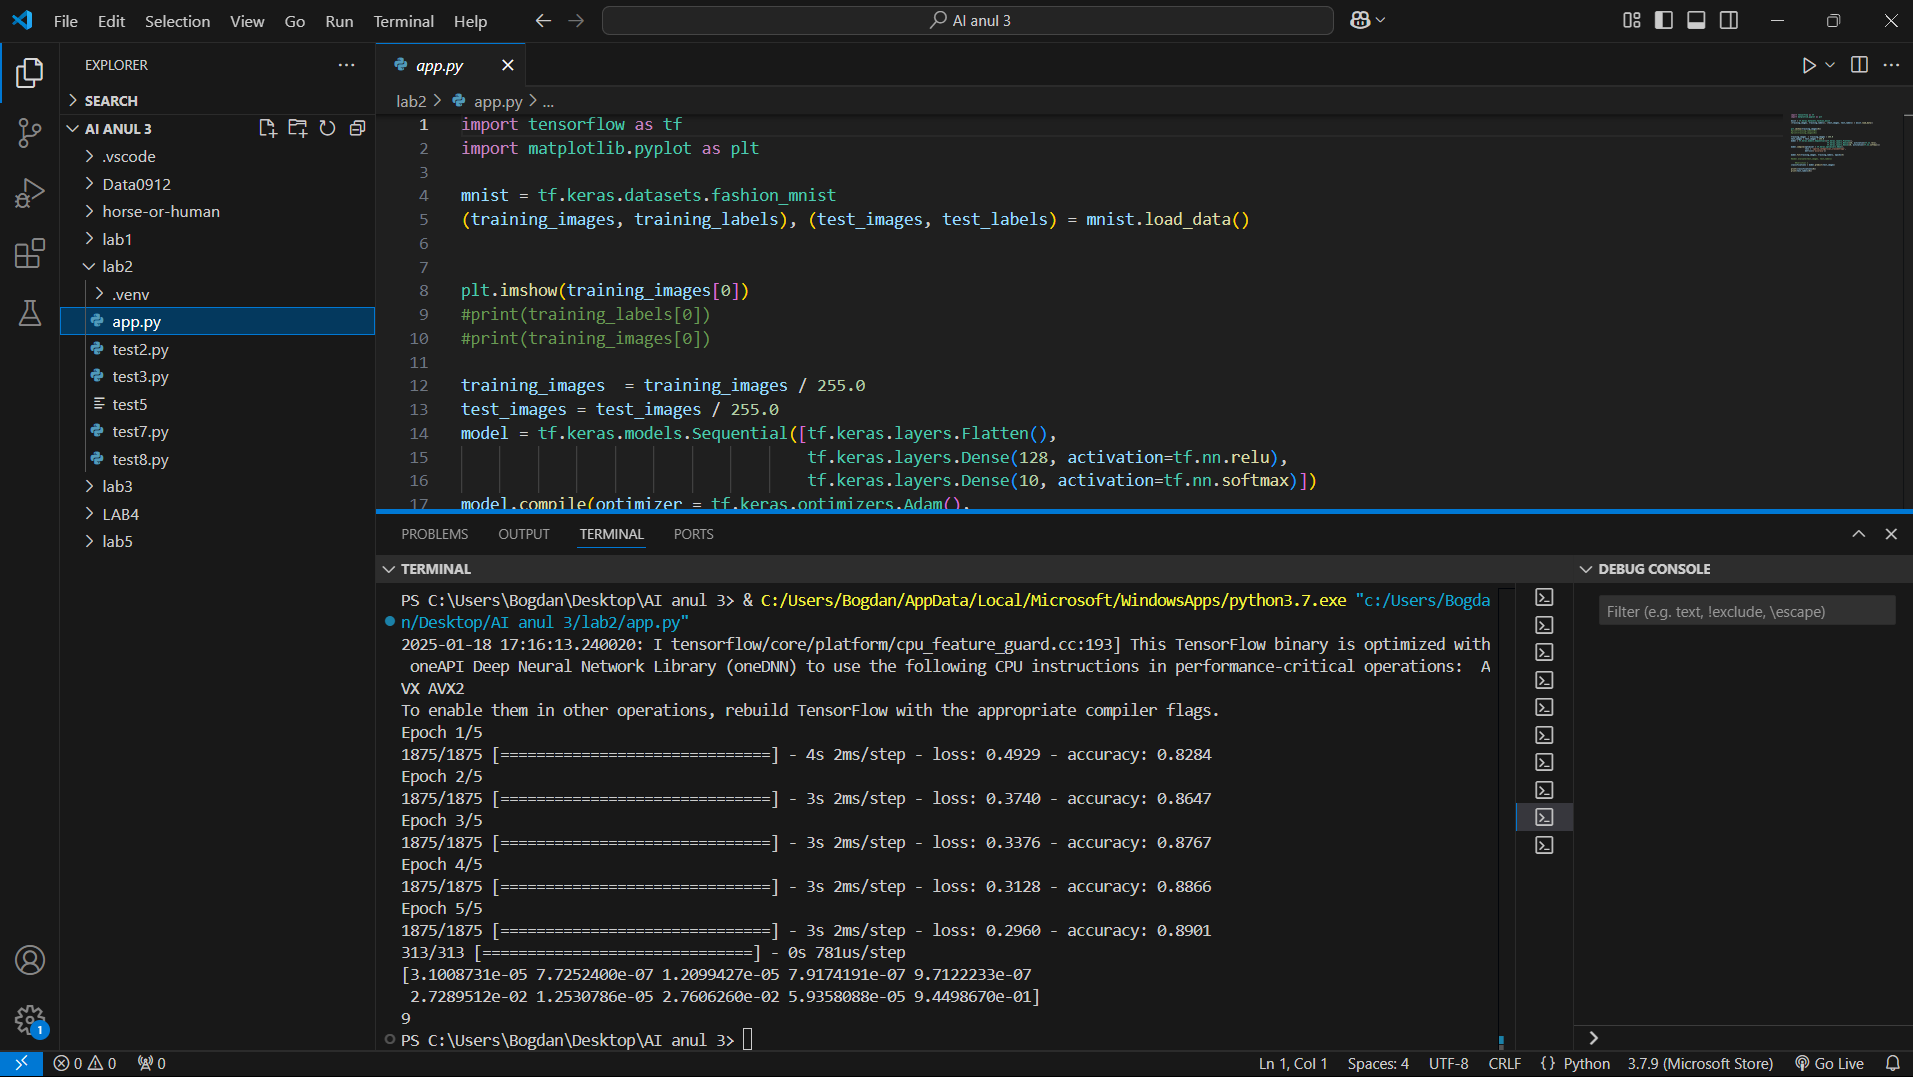 File Edit Selection View Go Run Terminal Help
AI anul 3
EXPLORER
SEARCH
AI ANUL 3
.vscode
Data0912
horse-or-human
lab1
lab2
.venv
app.py
test2.py
test3.py
test5
test7.py
test8.py
lab3
LAB4
lab5
app.py
lab2 > app.py > ...
1 import tensorflow as tf
2 import matplotlib.pyplot as plt
3
4 mnist = tf.keras.datasets.fashion_mnist
5 (training_images, training_labels), (test_images, test_labels) = mnist.load_data()
6
7
8 plt.imshow(training_images[0])
9 #print(training_labels[0])
10 #print(training_images[0])
11
12 training_images  = training_images / 255.0
13 test_images = test_images / 255.0
14 model = tf.keras.models.Sequential([tf.keras.layers.Flatten(),
15 tf.keras.layers.Dense(128, activation=tf.nn.relu),
16 tf.keras.layers.Dense(10, activation=tf.nn.softmax)])
17 model.compile(optimizer = tf.keras.optimizers.Adam(),
PROBLEMS OUTPUT TERMINAL PORTS
TERMINAL
PS C:\Users\Bogdan\Desktop\AI anul 3> & C:/Users/Bogdan/AppData/Local/Microsoft/WindowsApps/python3.7.exe "c:/Users/Bogda
n/Desktop/AI anul 3/lab2/app.py"
2025-01-18 17:16:13.240020: I tensorflow/core/platform/cpu_feature_guard.cc:193] This TensorFlow binary is optimized with
oneAPI Deep Neural Network Library (oneDNN) to use the following CPU instructions in performance-critical operations:  A
VX AVX2
To enable them in other operations, rebuild TensorFlow with the appropriate compiler flags.
Epoch 1/5
1875/1875 [==============================] - 4s 2ms/step - loss: 0.4929 - accuracy: 0.8284
Epoch 2/5
1875/1875 [==============================] - 3s 2ms/step - loss: 0.3740 - accuracy: 0.8647
Epoch 3/5
1875/1875 [==============================] - 3s 2ms/step - loss: 0.3376 - accuracy: 0.8767
Epoch 4/5
1875/1875 [==============================] - 3s 2ms/step - loss: 0.3128 - accuracy: 0.8866
Epoch 5/5
1875/1875 [==============================] - 3s 2ms/step - loss: 0.2960 - accuracy: 0.8901
313/313 [==============================] - 0s 781us/step
[3.1008731e-05 7.7252400e-07 1.2099427e-05 7.9174191e-07 9.7122233e-07
2.7289512e-02 1.2530786e-05 2.7606260e-02 5.9358088e-05 9.4498670e-01]
9
PS C:\Users\Bogdan\Desktop\AI anul 3>
DEBUG CONSOLE
Filter (e.g. text, !exclude, \escape)
1
0 0 0
Ln 1, Col 1 Spaces: 4 UTF-8 CRLF {} Python 3.7.9 (Microsoft Store) Go Live